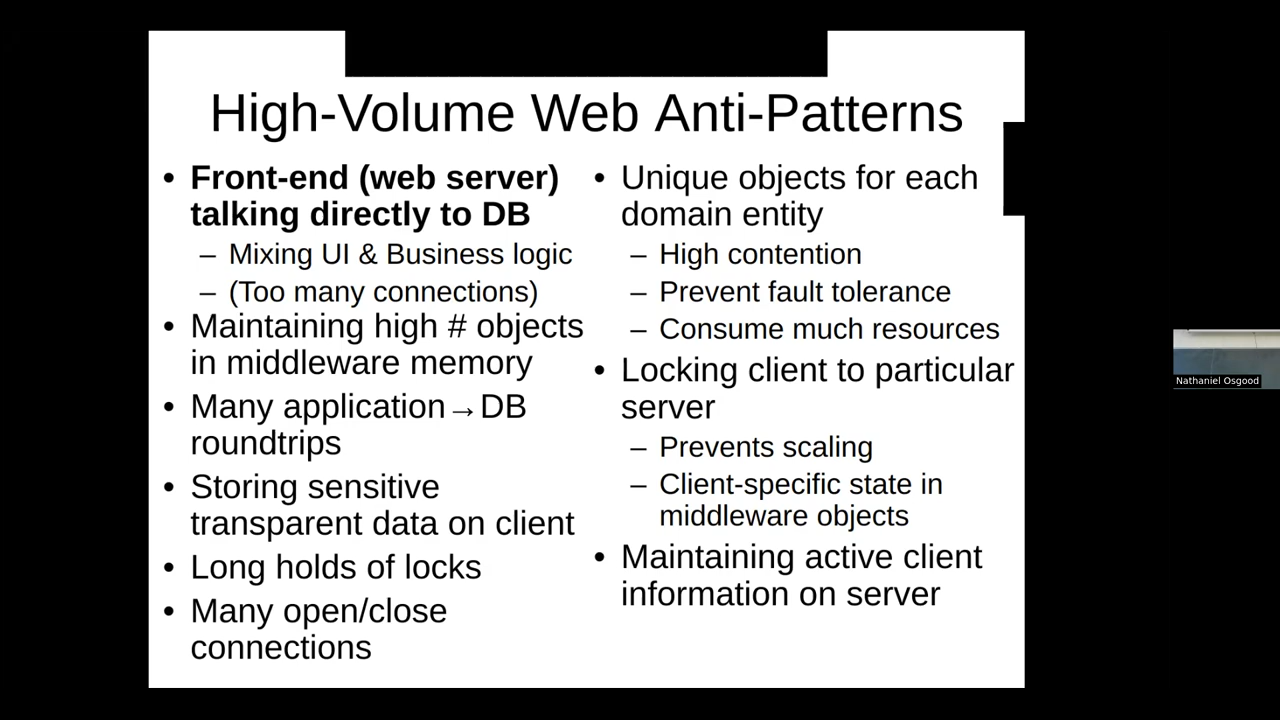 High-Volume Web Anti-Patterns
• Front-end (web server)
talking directly to DB
– Mixing UI & Business logic
– (Too many connections)
• Maintaining high # objects
in middleware memory
• Many application→DB
roundtrips
• Storing sensitive
transparent data on client
• Long holds of locks
• Many open/close
connections
• Unique objects for each
domain entity
– High contention
– Prevent fault tolerance
– Consume much resources
• Locking client to particular
server
– Prevents scaling
– Client-specific state in
middleware objects
• Maintaining active client
information on server
Nathaniel Osgood